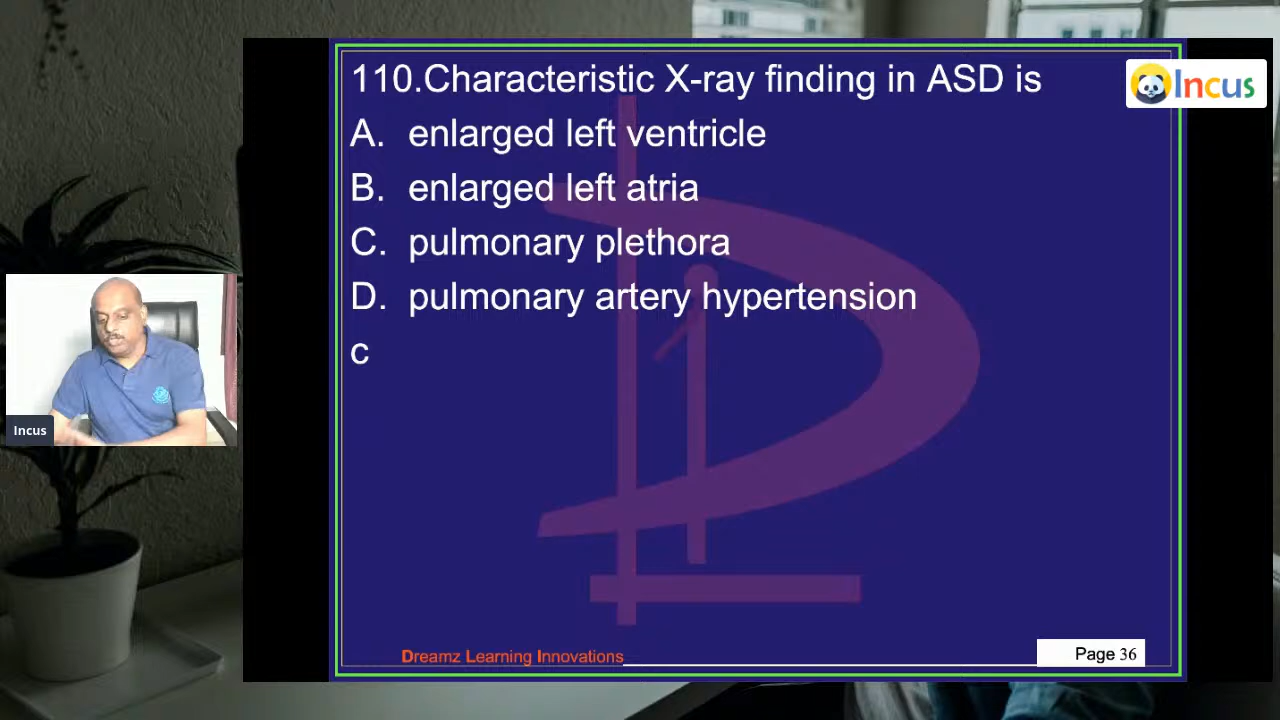 110.Characteristic X-ray finding in ASD is
A. enlarged left ventricle
B. enlarged left atria
C. pulmonary plethora
D. pulmonary artery hypertension
c
Incus
Incus
Dreamz Learning Innovations
Page 36